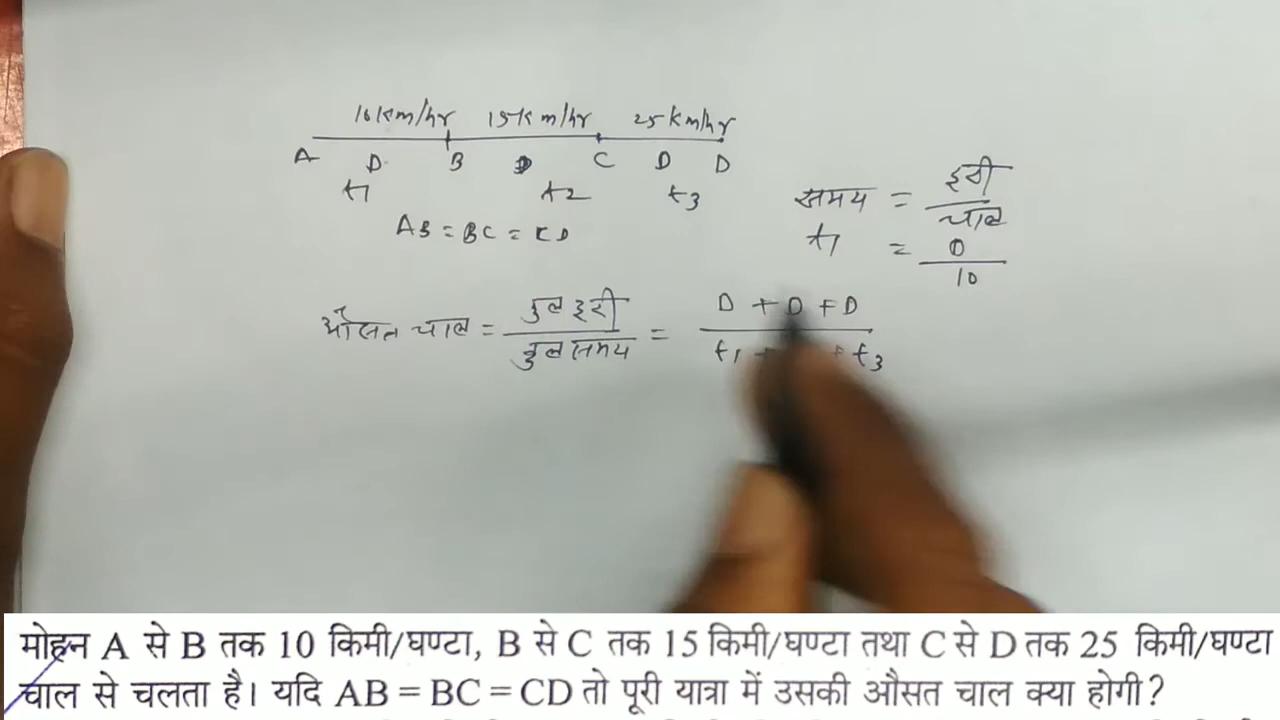 10km/hr 15km/hr 25km/hr
A D B D C D D
t1 t2 t3
AB = BC = CD
समय = दूरी / चाल
t1 = D / 10
औसत चाल = कुल दूरी / कुल समय = D + D + D / t1 + + t3
मोहन A से B तक 10 किमी/घण्टा, B से C तक 15 किमी/घण्टा तथा C से D तक 25 किमी/घण्टा
चाल से चलता है। यदि AB = BC = CD तो पूरी यात्रा में उसकी औसत चाल क्या होगी?